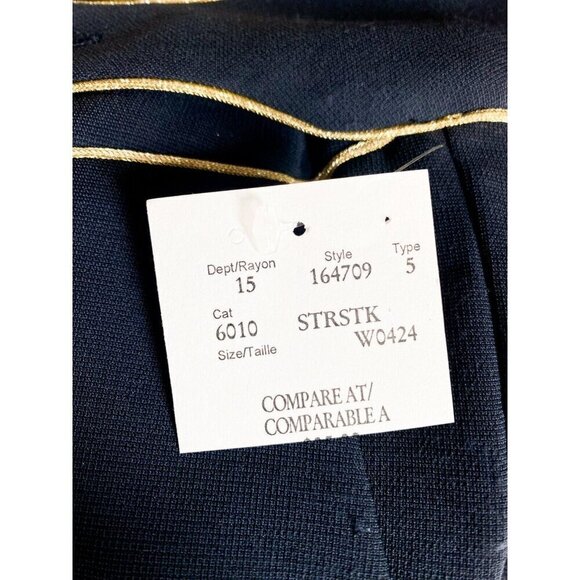 Dept/Rayon Style Type
15 164709 5
Cat
6010 STRSTK
Size/Taille W0424
COMPARE AT/
COMPARABLE A